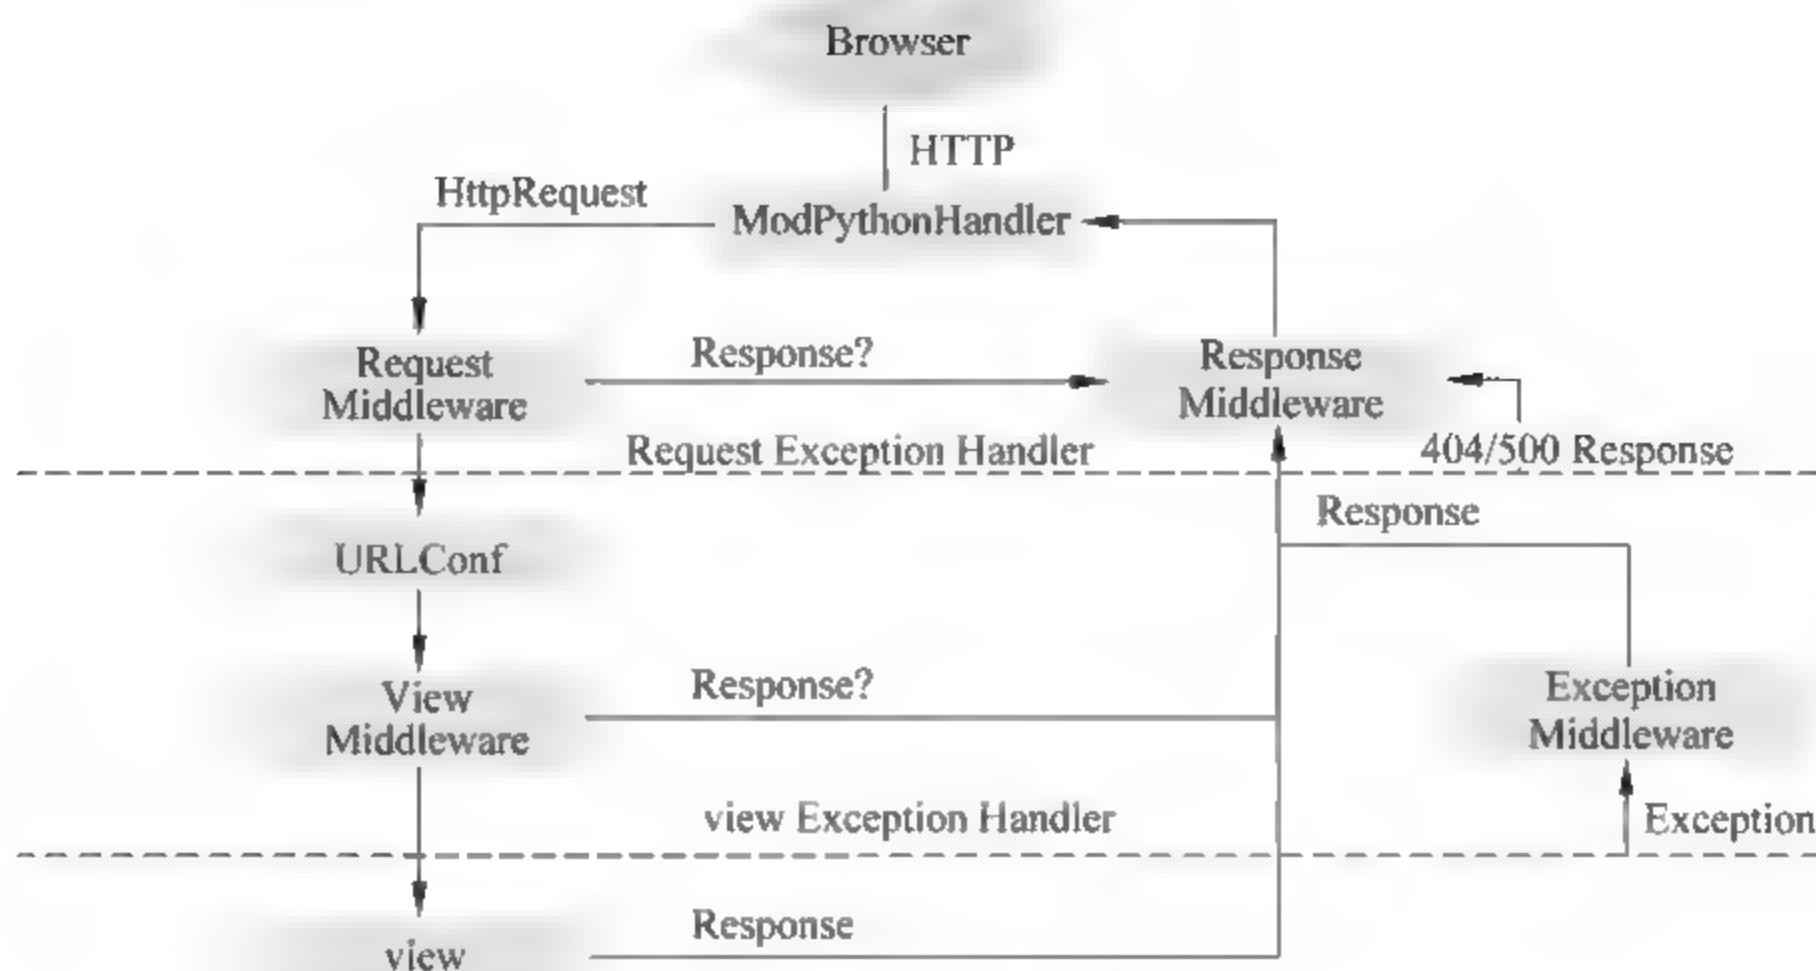 Browser
HTTP
HttpRequest
ModPythonHandler
Request
Middleware
Response?
Response
Middleware
Request Exception Handler
404/500 Response
Response
URLConf
View
Middleware
Response?
Exception
Middleware
view Exception Handler
Exception
view
Response